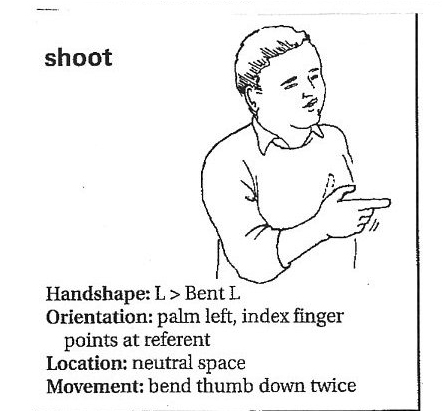 shoot
Handshape: L > Bent L
Orientation: palm left, index finger
points at referent
Location: neutral space
Movement: bend thumb down twice